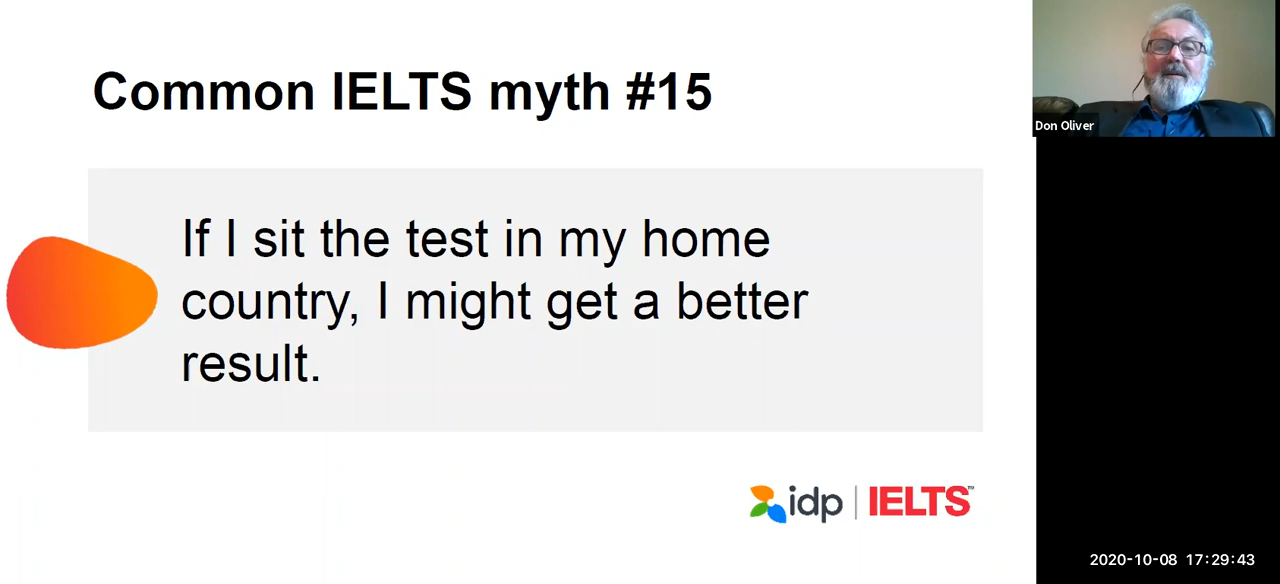 Common IELTS myth #15
Don Oliver
If I sit the test in my home
country, I might get a better
result.
idp | IELTS™
2020-10-08 17:29:43